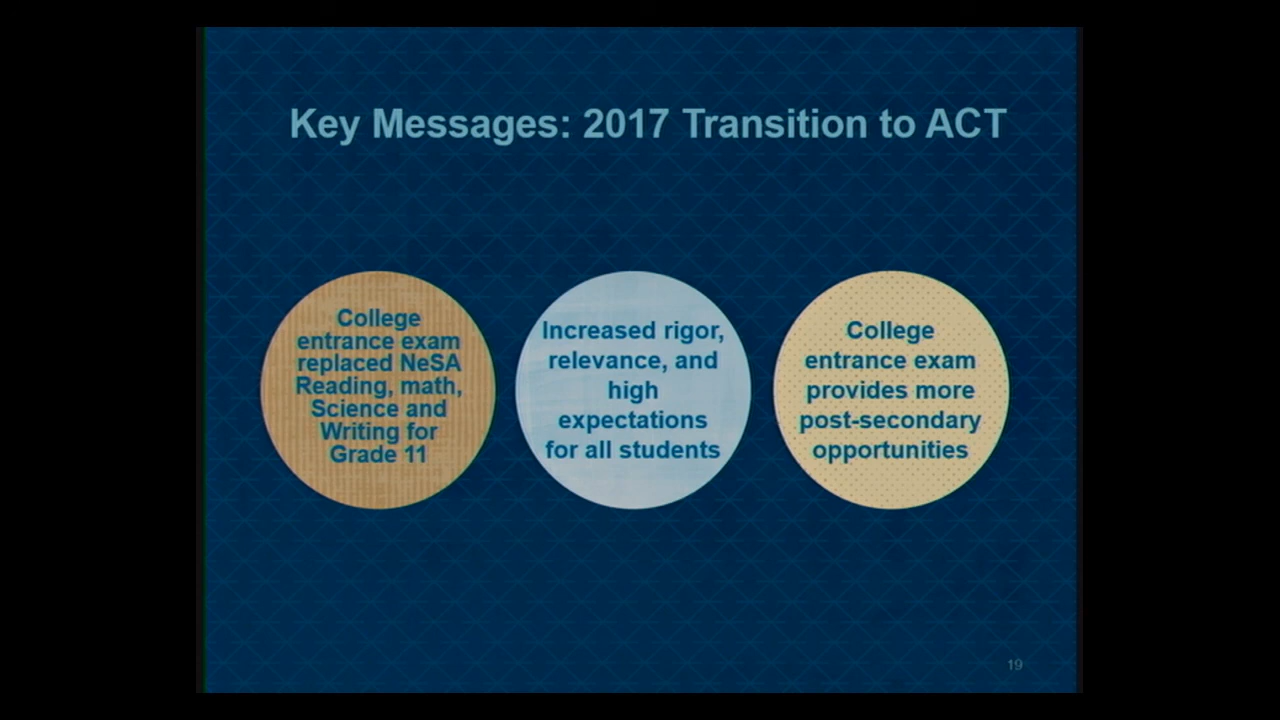 Key Messages: 2017 Transition to ACT
College
entrance exam
replaced NeSA
Reading, math,
Science and
Writing for
Grade 11
Increased rigor,
relevance, and
high
expectations
for all students
College
entrance exam
provides more
post-secondary
opportunities
19